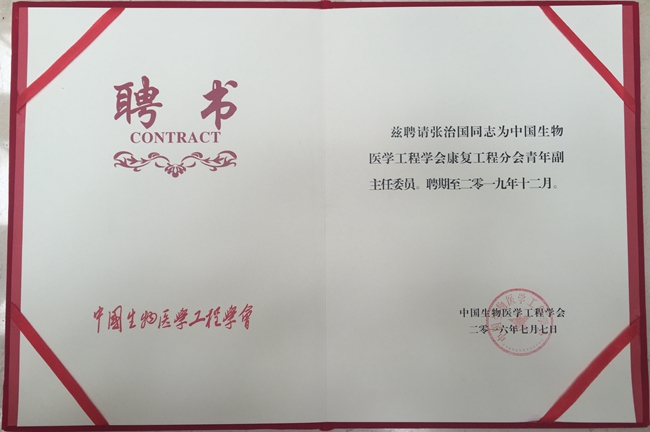 聘书
CONTRACT
中國生物医学工程學會
兹聘请张治国同志为中国生物
医学工程学会康复工程分会青年副
主任委员。聘期至二零一九年十二月。
中国生物医学工程学会
二零一六年七月七日